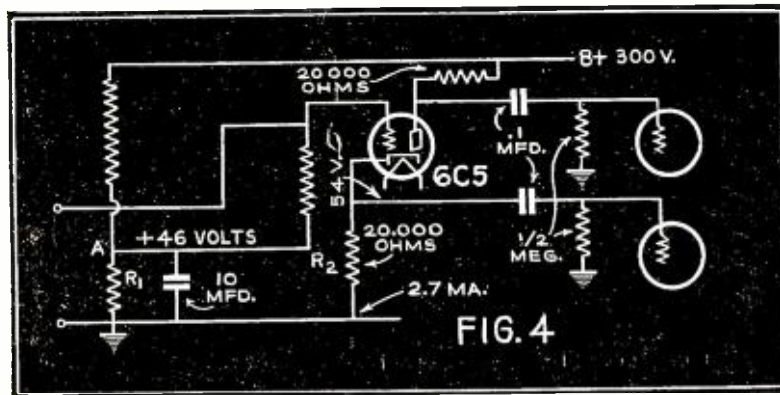 B+ 300 V.
20 000
OHMS
.1
MFD.
54 V.
6C5
+46 VOLTS
A
R1
10
MFD.
R2
20.000
OHMS
1/2
MEG.
2.7 MA.
FIG. 4